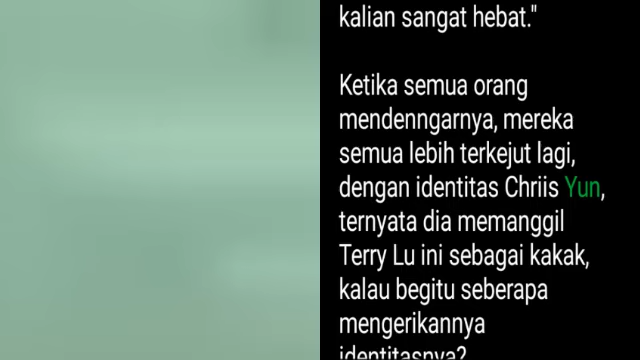 kalian sangat hebat."
Ketika semua orang
mendenngarnya, mereka
semua lebih terkejut lagi,
dengan identitas Chriis Yun,
ternyata dia memanggil
Terry Lu ini sebagai kakak,
kalau begitu seberapa
mengerikannya
identitasnya?